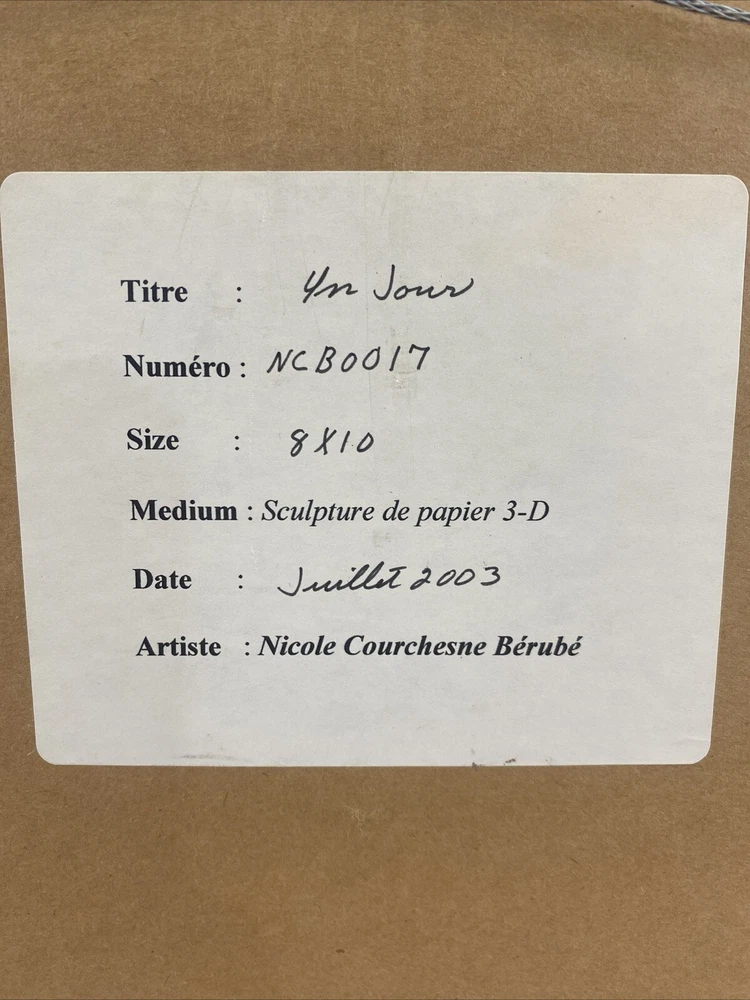 Titre : Un Jour
Numéro : NCB0017
Size : 8X10
Medium : Sculpture de papier 3-D
Date : Juillet 2003
Artiste : Nicole Courchesne Bérubé